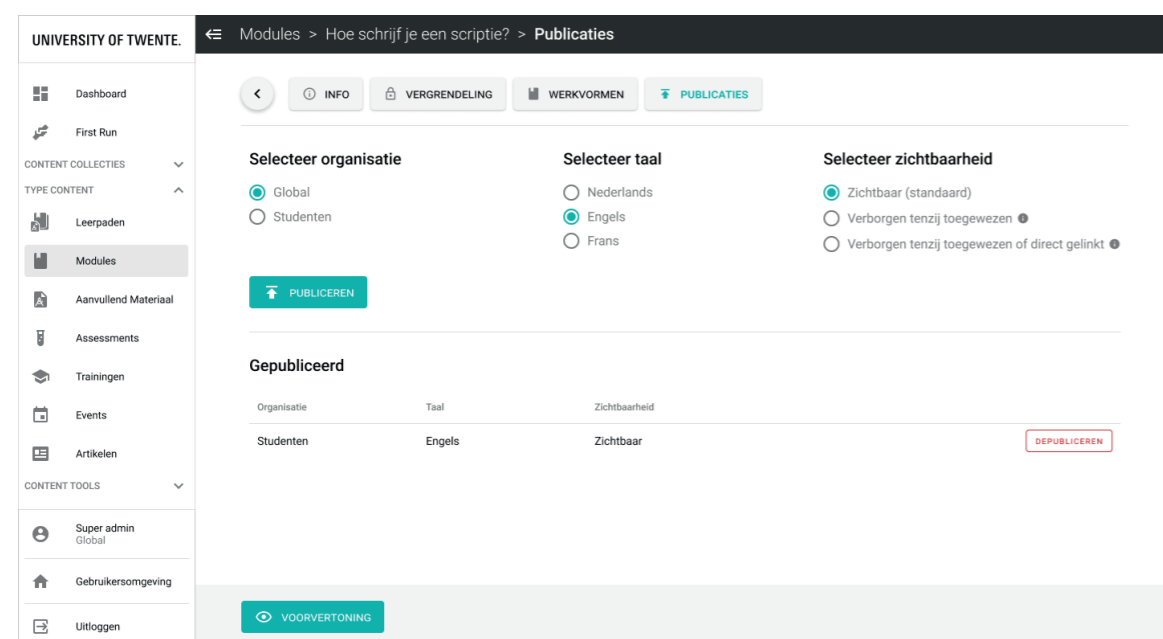 UNIVERSITY OF TWENTE.
Modules > Hoe schrijf je een scriptie? > Publicaties
Dashboard
First Run
CONTENT COLLECTIES
TYPE CONTENT
Leerpaden
Modules
Aanvullend Materiaal
Assessments
Trainingen
Events
Artikelen
CONTENT TOOLS
Super admin
Global
Gebruikersomgeving
Uitloggen
INFO
VERGRENDELING
WERKVORMEN
PUBLICATIES
Selecteer organisatie
Global
Studenten
Selecteer taal
Nederlands
Engels
Frans
Selecteer zichtbaarheid
Zichtbaar (standaard)
Verborgen tenzij toegewezen
Verborgen tenzij toegewezen of direct gelinkt
PUBLICEREN
Gepubliceerd
Organisatie Taal Zichtbaarheid
Studenten Engels Zichtbaar DEPUBLICEREN
VOORVERTONING